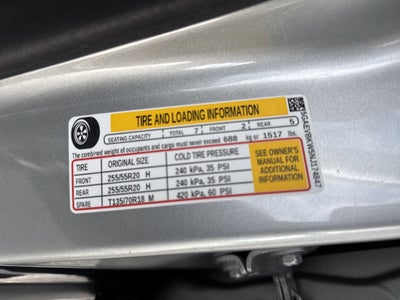 TIRE AND LOADING INFORMATION
SEATING CAPACITY : TOTAL 7 : FRONT 2 : REAR 5
The combined weight of occupants and cargo must never exceed 688 kg or 1517 lbs.
TIRE ORIGINAL SIZE COLD TIRE PRESSURE
FRONT 255/55R20 H 240 kPa, 35 PSI
REAR 255/55R20 H 240 kPa, 35 PSI
SPARE T135/70R18 M 420 kPa, 60 PSI
SEE OWNER'S
MANUAL FOR
ADDITIONAL
INFORMATION